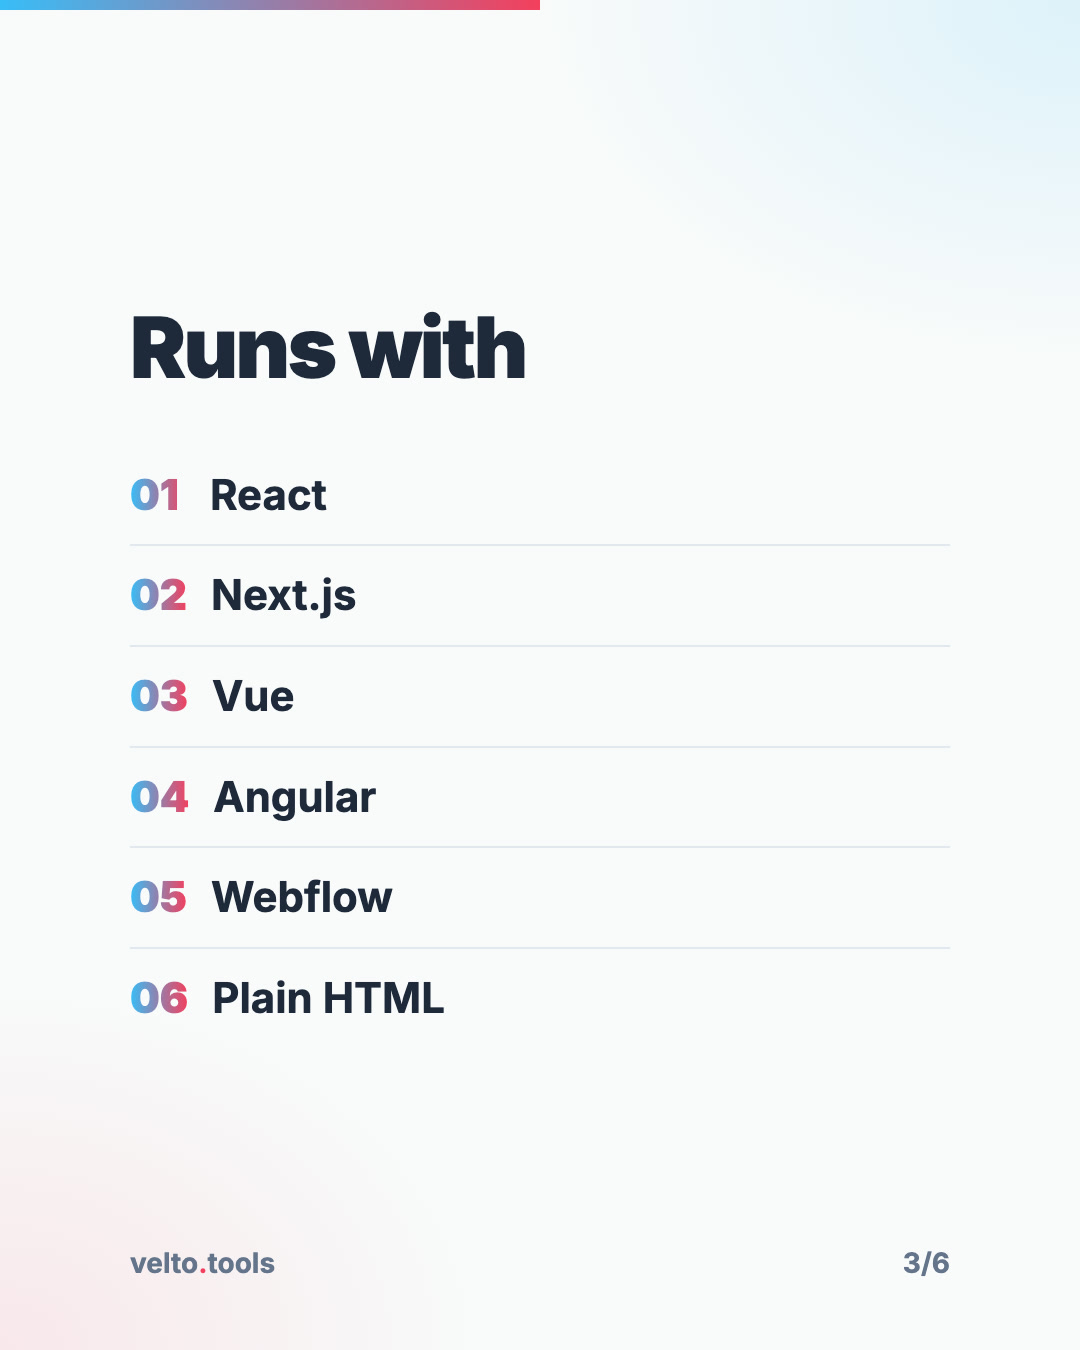 Runs with
01 React
02 Next.js
03 Vue
04 Angular
05 Webflow
06 Plain HTML
velto.tools 3/6